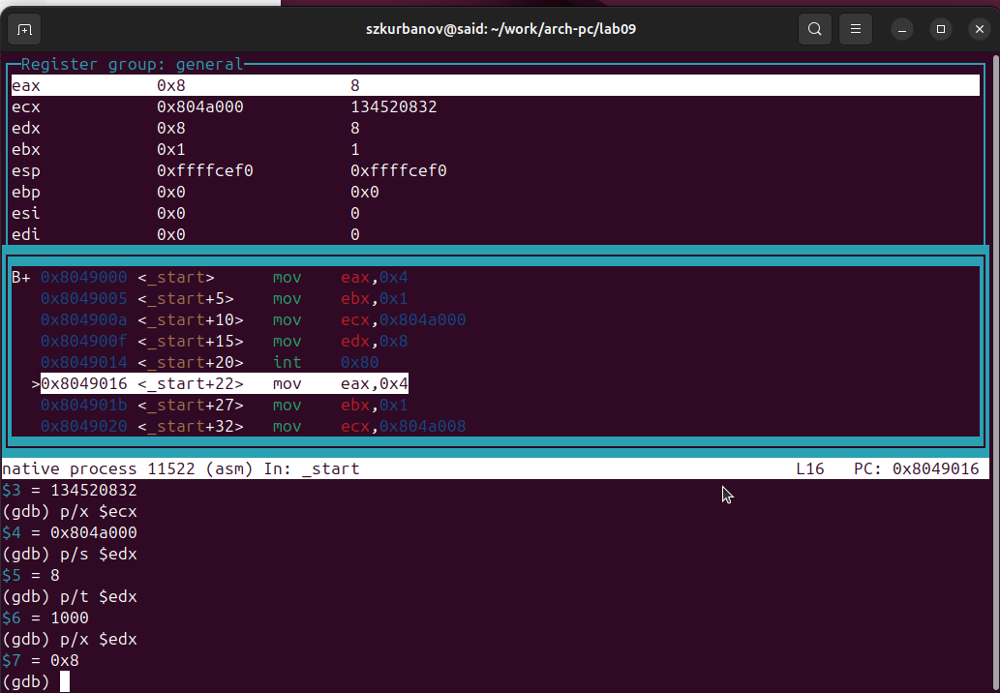 szkurbanov@said: ~/work/arch-pc/lab09
Register group: general
eax 0x8 8
ecx 0x804a000 134520832
edx 0x8 8
ebx 0x1 1
esp 0xffffcef0 0xffffcef0
ebp 0x0 0x0
esi 0x0 0
edi 0x0 0
B+ 0x8049000 <_start> mov eax,0x4
0x8049005 <_start+5> mov ebx,0x1
0x804900a <_start+10> mov ecx,0x804a000
0x804900f <_start+15> mov edx,0x8
0x8049014 <_start+20> int 0x80
>0x8049016 <_start+22> mov eax,0x4
0x804901b <_start+27> mov ebx,0x1
0x8049020 <_start+32> mov ecx,0x804a008
native process 11522 (asm) In: _start L16 PC: 0x8049016
$3 = 134520832
(gdb) p/x $ecx
$4 = 0x804a000
(gdb) p/s $edx
$5 = 8
(gdb) p/t $edx
$6 = 1000
(gdb) p/x $edx
$7 = 0x8
(gdb)